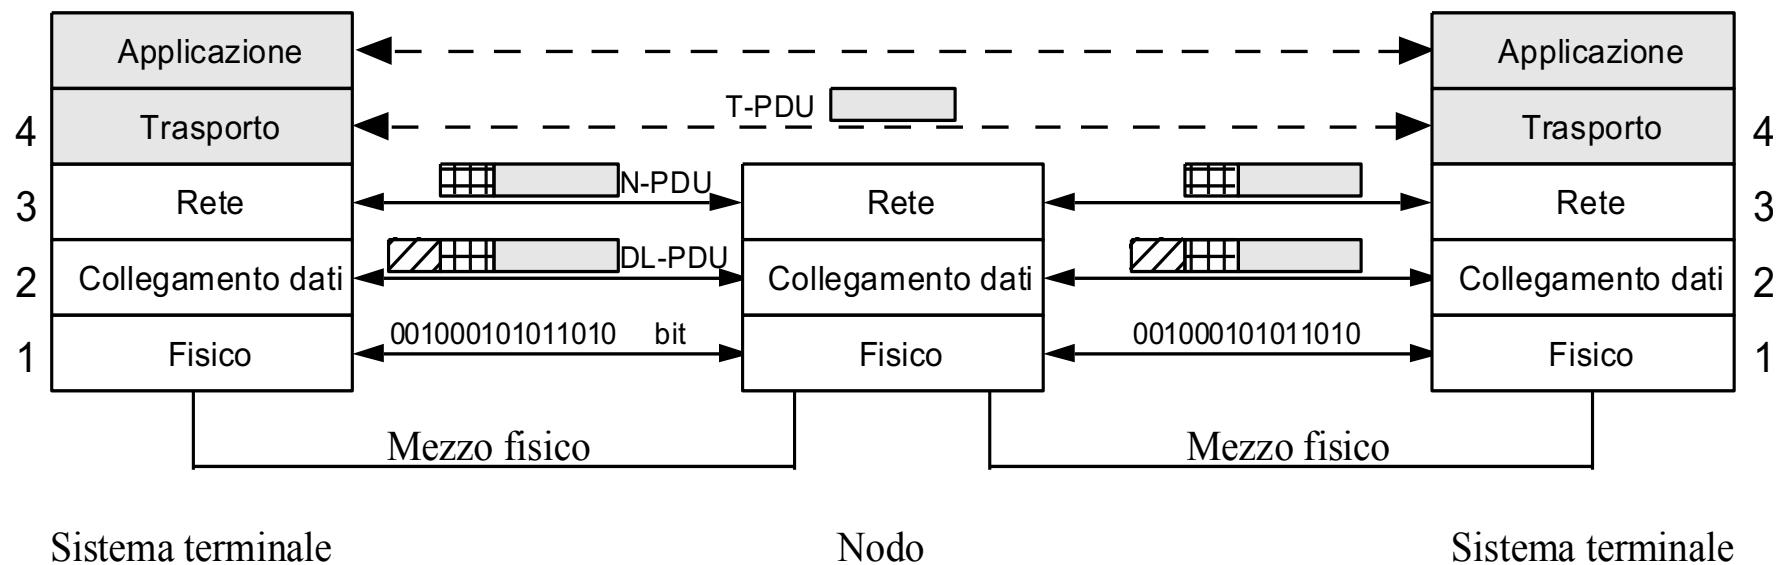 Applicazione Applicazione
T-PDU
4 Trasporto Trasporto 4
N-PDU
3 Rete Rete Rete 3
DL-PDU
2 Collegamento dati Collegamento dati Collegamento dati 2
001000101011010 bit 001000101011010
1 Fisico Fisico Fisico 1
Mezzo fisico Mezzo fisico
Sistema terminale Nodo Sistema terminale